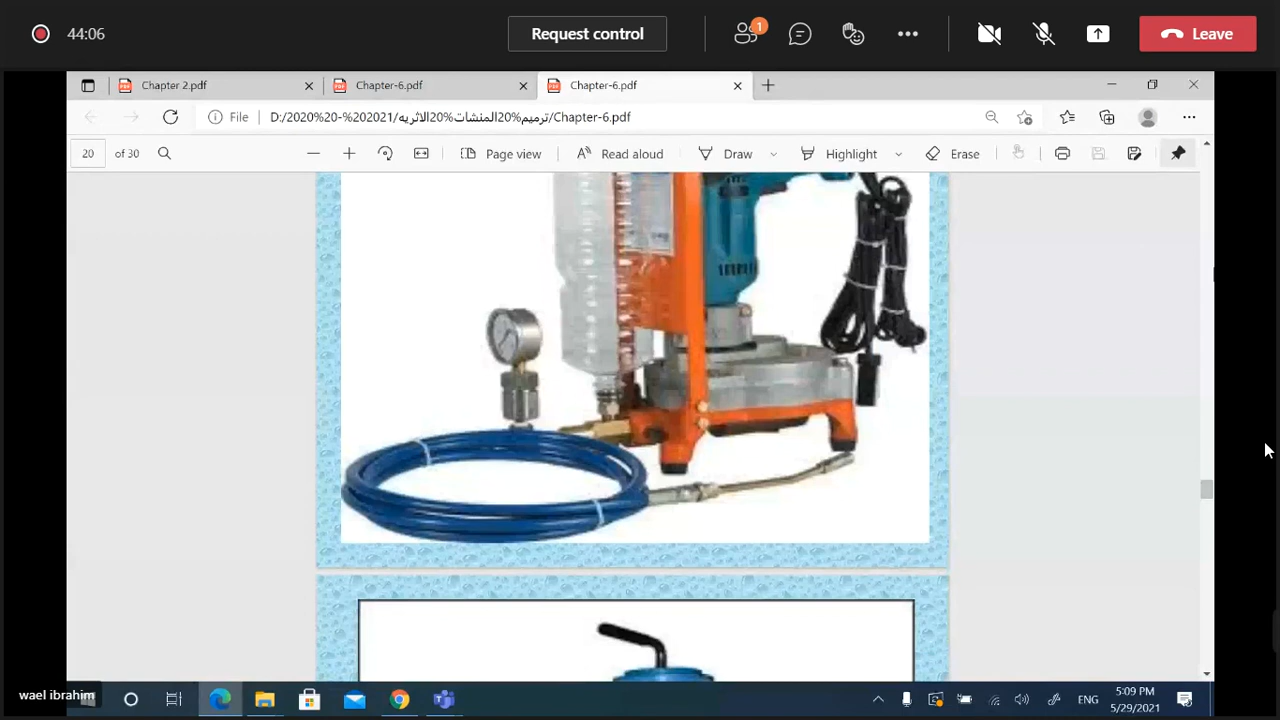 44:06
Request control
1
Leave
Chapter 2.pdf
Chapter-6.pdf
Chapter-6.pdf
File
D:/2020%20-%202021/ترميم%20المنشات%20الاثريه/Chapter-6.pdf
20
of 30
Page view
Read aloud
Draw
Highlight
Erase
wael ibrahim
ENG
5:09 PM
5/29/2021